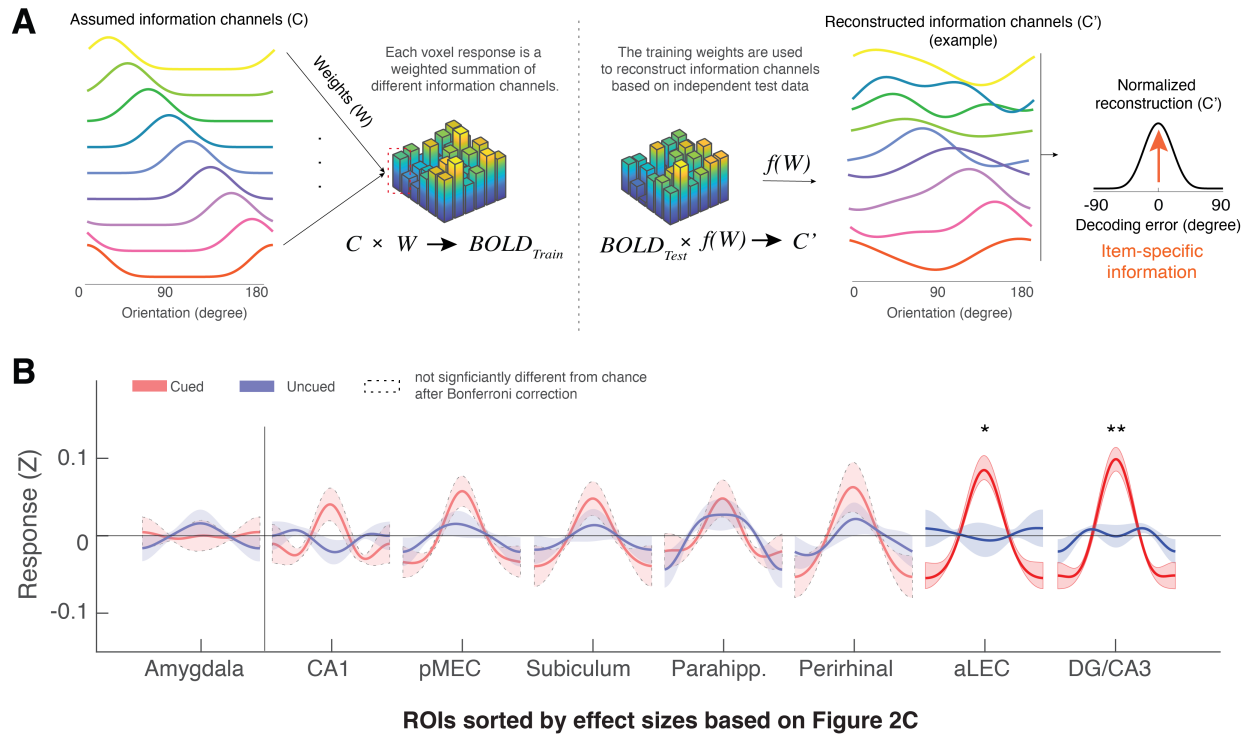 A
Assumed information channels (C)
Weights (W)
Each voxel response is a
weighted summation of
different information channels.
C × W → BOLD Train
0 90 180
Orientation (degree)
The training weights are used
to reconstruct information channels
based on independent test data
f(W)
BOLD Test × f(W) → C’
Reconstructed information channels (C’)
(example)
0 90 180
Orientation (degree)
Normalized
reconstruction (C’)
-90 0 90
Decoding error (degree)
Item-specific
information
B
Cued
Uncued
not signficiantly different from chance
after Bonferroni correction
Response (Z)
0.1
0
-0.1
* **
Amygdala CA1 pMEC Subiculum Parahipp. Perirhinal aLEC DG/CA3
ROIs sorted by effect sizes based on Figure 2C